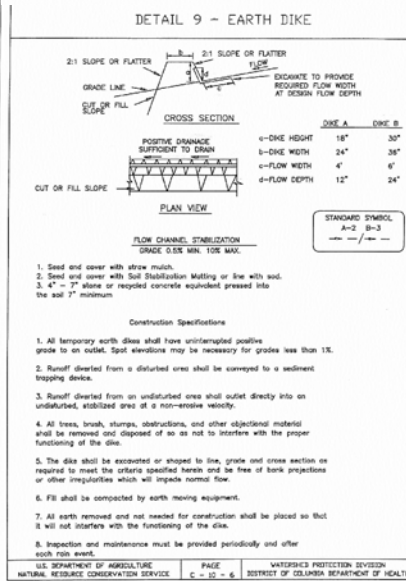 DETAIL 9 - EARTH DIKE
2:1 SLOPE OR FLATTER
b
2:1 SLOPE OR FLATTER
FLOW
a
d
c
GRADE LINE
EXCAVATE TO PROVIDE
REQUIRED FLOW WIDTH
AT DESIGN FLOW DEPTH
CUT OR FILL
SLOPE
CROSS SECTION
DIKE A DIKE B
a-DIKE HEIGHT 18" 30"
b-DIKE WIDTH 24" 36"
c-FLOW WIDTH 4' 6'
d-FLOW DEPTH 12" 24"
POSITIVE DRAINAGE
SUFFICIENT TO DRAIN
CUT OR FILL SLOPE
PLAN VIEW
STANDARD SYMBOL
A-2 B-3
FLOW CHANNEL STABILIZATION
GRADE 0.5% MIN. 10% MAX.
1. Seed and cover with straw mulch.
2. Seed and cover with Soil Stabilization Matting or line with sod.
3. 4" - 7" stone or recycled concrete equivalent pressed into
the soil 7" minimum
Construction Specifications
1. All temporary earth dikes shall have uninterrupted positive
grade to an outlet. Spot elevations may be necessary for grades less than 1%.
2. Runoff diverted from a disturbed area shall be conveyed to a sediment
trapping device.
3. Runoff diverted from an undisturbed area shall outlet directly into an
undisturbed, stabilized area at a non-erosive velocity.
4. All trees, brush, stumps, obstructions, and other objectional material
shall be removed and disposed of so as not to interfere with the proper
functioning of the dike.
5. The dike shall be excavated or shaped to line, grade and cross section as
required to meet the criteria specified herein and be free of bank projections
or other irregularities which will impede normal flow.
6. Fill shall be compacted by earth moving equipment.
7. All earth removed and not needed for construction shall be placed so that
it will not interfere with the functioning of the dike.
8. Inspection and maintenance must be provided periodically and after
each rain event.
U.S. DEPARTMENT OF AGRICULTURE
NATURAL RESOURCE CONSERVATION SERVICE
PAGE
C - 10 - 6
WATERSHED PROTECTION DIVISION
DISTRICT OF COLUMBIA DEPARTMENT OF HEALTH